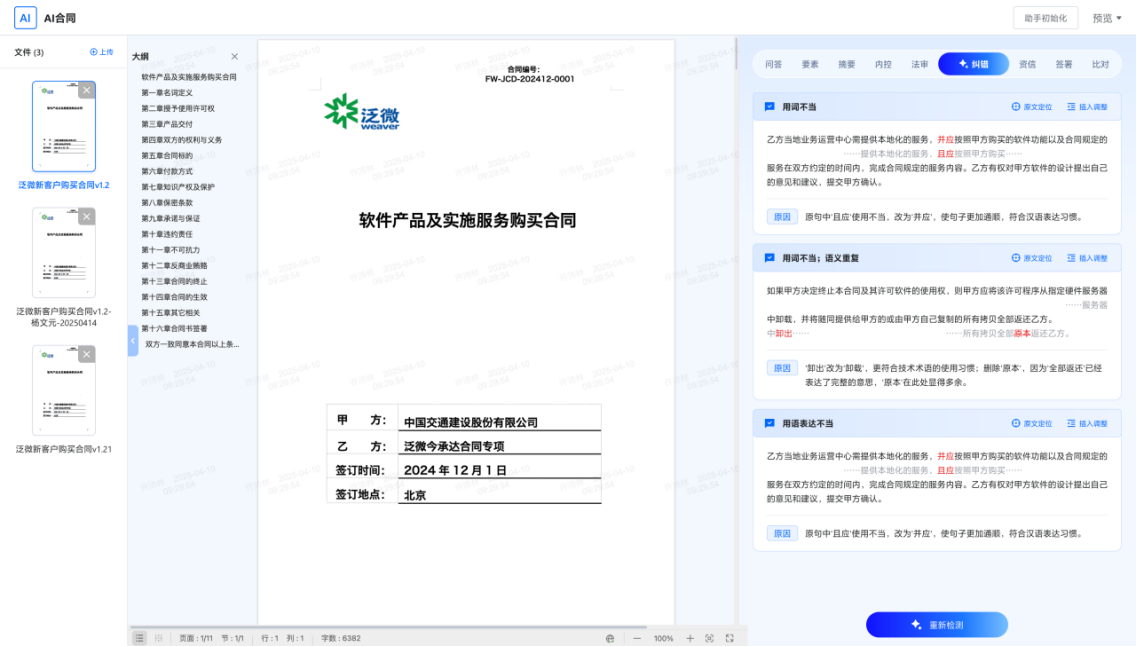 AI AI合同
助手初始化 预览
文件 (3) 上传
泛微新客户购买合同v1.2
泛微新客户购买合同v1.2-
杨文元-20250414
泛微新客户购买合同v1.21
大纲
软件产品及实施服务购买合同
第一章名词定义
第二章授予使用许可权
第三章产品交付
第四章双方的权利与义务
第五章合同标的
第六章付款方式
第七章知识产权及保护
第八章保密条款
第九章承诺与保证
第十章违约责任
第十一章不可抗力
第十二章反商业贿赂
第十三章合同的终止
第十四章合同的生效
第十五章其它相关
第十六章合同书签署
双方一致同意本合同以上条...
合同编号:
FW-JCD-202412-0001
泛微
weaver
软件产品及实施服务购买合同
甲 方: 中国交通建设股份有限公司
乙 方: 泛微今承达合同专项
签订时间: 2024 年 12 月 1 日
签订地点: 北京
页面 : 1/11 节 : 1/1 行 : 1 列 : 1 字数 : 6382 100%
问答 要素 摘要 内控 法审 纠错 资信 签署 比对
用词不当 原文定位 插入调整
乙方当地业务运营中心需提供本地化的服务，并应按照甲方购买的软件功能以及合同规定的
……提供本地化的服务，且应按照甲方购买……
服务在双方约定的时间内，完成合同规定的服务内容。乙方有权对甲方软件的设计提出自己
的意见和建议，提交甲方确认。
原因 原句中'且应'使用不当，改为'并应'，使句子更加通顺，符合汉语表达习惯。
用词不当；语义重复 原文定位 插入调整
如果甲方决定终止本合同及其许可软件的使用权，则甲方应将该许可程序从指定硬件服务器
……服务器
中卸载，并将随同提供给甲方的或由甲方自己复制的所有拷贝全部返还乙方。
中卸出…… ……所有拷贝全部原本返还乙方。
原因 '卸出'改为'卸载'，更符合技术术语的使用习惯；删除'原本'，因为'全部返还'已经
表达了完整的意思，'原本'在此处显得多余。
用语表达不当 原文定位 插入调整
乙方当地业务运营中心需提供本地化的服务，并应按照甲方购买的软件功能以及合同规定的
……提供本地化的服务，且应按照甲方购买……
服务在双方约定的时间内，完成合同规定的服务内容。乙方有权对甲方软件的设计提出自己
的意见和建议，提交甲方确认。
原因 原句中'且应'使用不当，改为'并应'，使句子更加通顺，符合汉语表达习惯。
重新检测